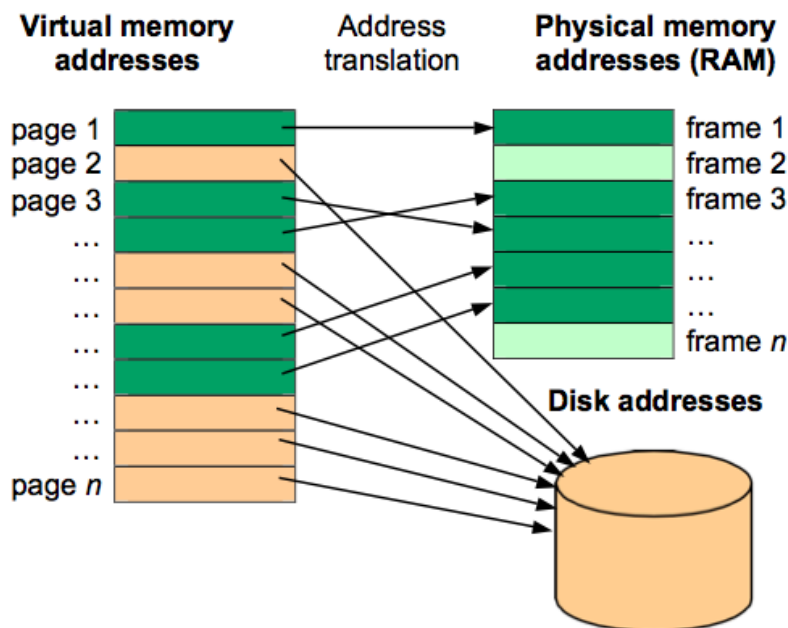 Virtual memory
addresses
Address
translation
Physical memory
addresses (RAM)
page 1
page 2
page 3
...
...
...
...
...
...
...
page n
frame 1
frame 2
frame 3
...
...
...
frame n
Disk addresses